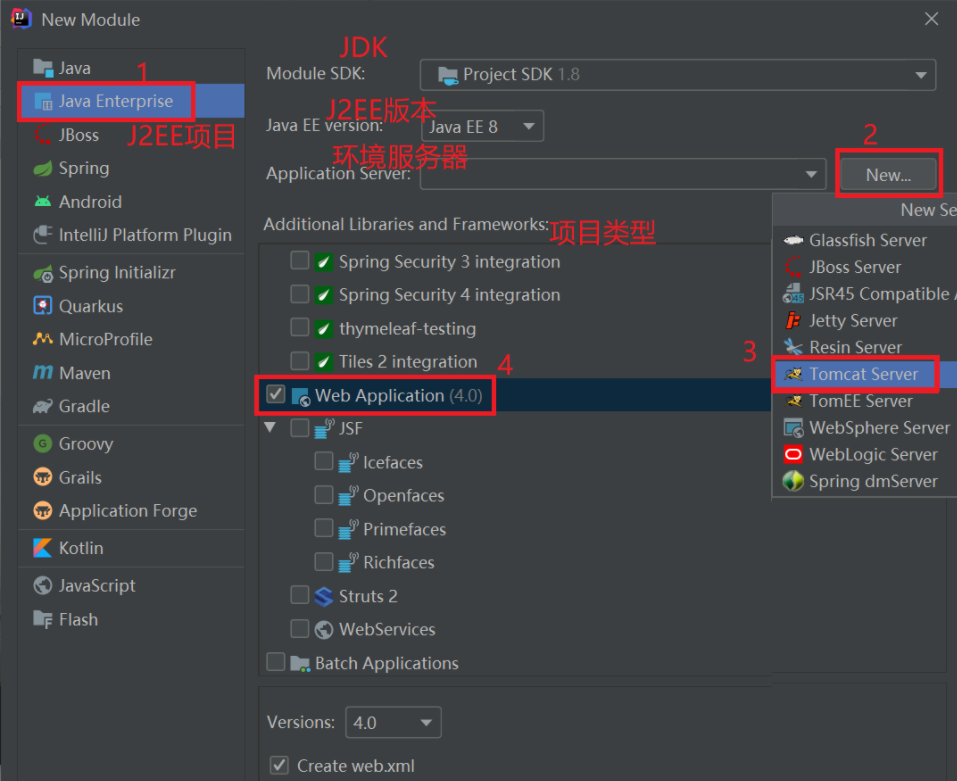 New Module
Java
1
Java Enterprise
J2EE项目
JBoss
Spring
Android
IntelliJ Platform Plugin
Spring Initializr
Quarkus
MicroProfile
Maven
Gradle
Groovy
Grails
Application Forge
Kotlin
JavaScript
Flash
JDK
Module SDK:
Project SDK 1.8
J2EE版本
Java EE version:
Java EE 8
环境服务器
Application Server:
2
New...
Additional Libraries and Frameworks:
项目类型
Spring Security 3 integration
Spring Security 4 integration
thymeleaf-testing
Tiles 2 integration
4
Web Application (4.0)
JSF
Icefaces
Openfaces
Primefaces
Richfaces
Struts 2
WebServices
Batch Applications
New Se
Glassfish Server
JBoss Server
JSR45 Compatible A
Jetty Server
Resin Server
3
Tomcat Server
TomEE Server
WebSphere Server
WebLogic Server
Spring dmServer
Versions:
4.0
Create web.xml